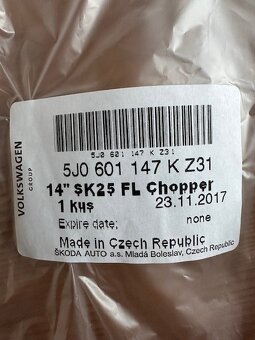 VOLKSWAGEN
GROUP
5J0 601 147 K Z31
5J0 601 147 K Z31
14" SK25 FL Chopper
1 kus 23.11.2017
Expire date: none
Made in Czech Republic
ŠKODA AUTO a.s. Mladá Boleslav, Czech Republic